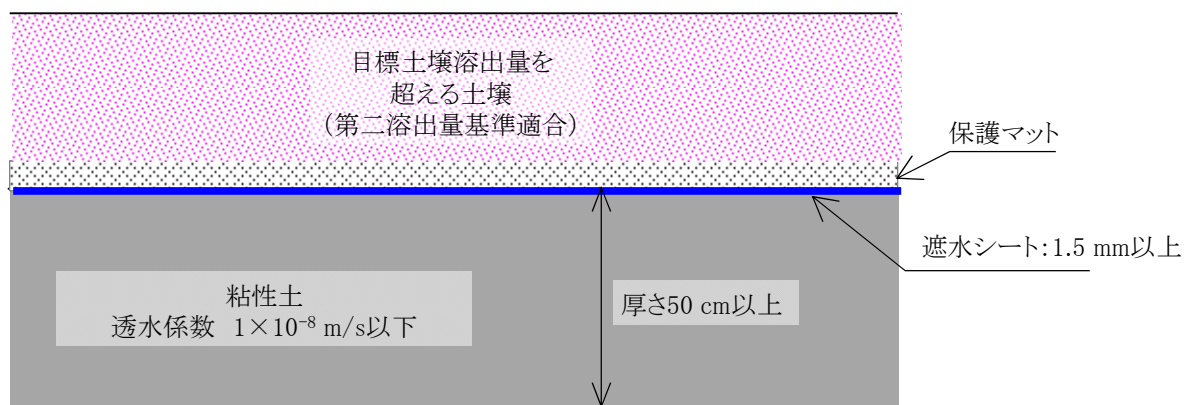 目標土壌溶出量を
超える土壌
(第二溶出量基準適合)
保護マット
遮水シート:1.5 mm以上
粘性土
透水係数 1×10⁻⁸ m/s以下
厚さ50 cm以上